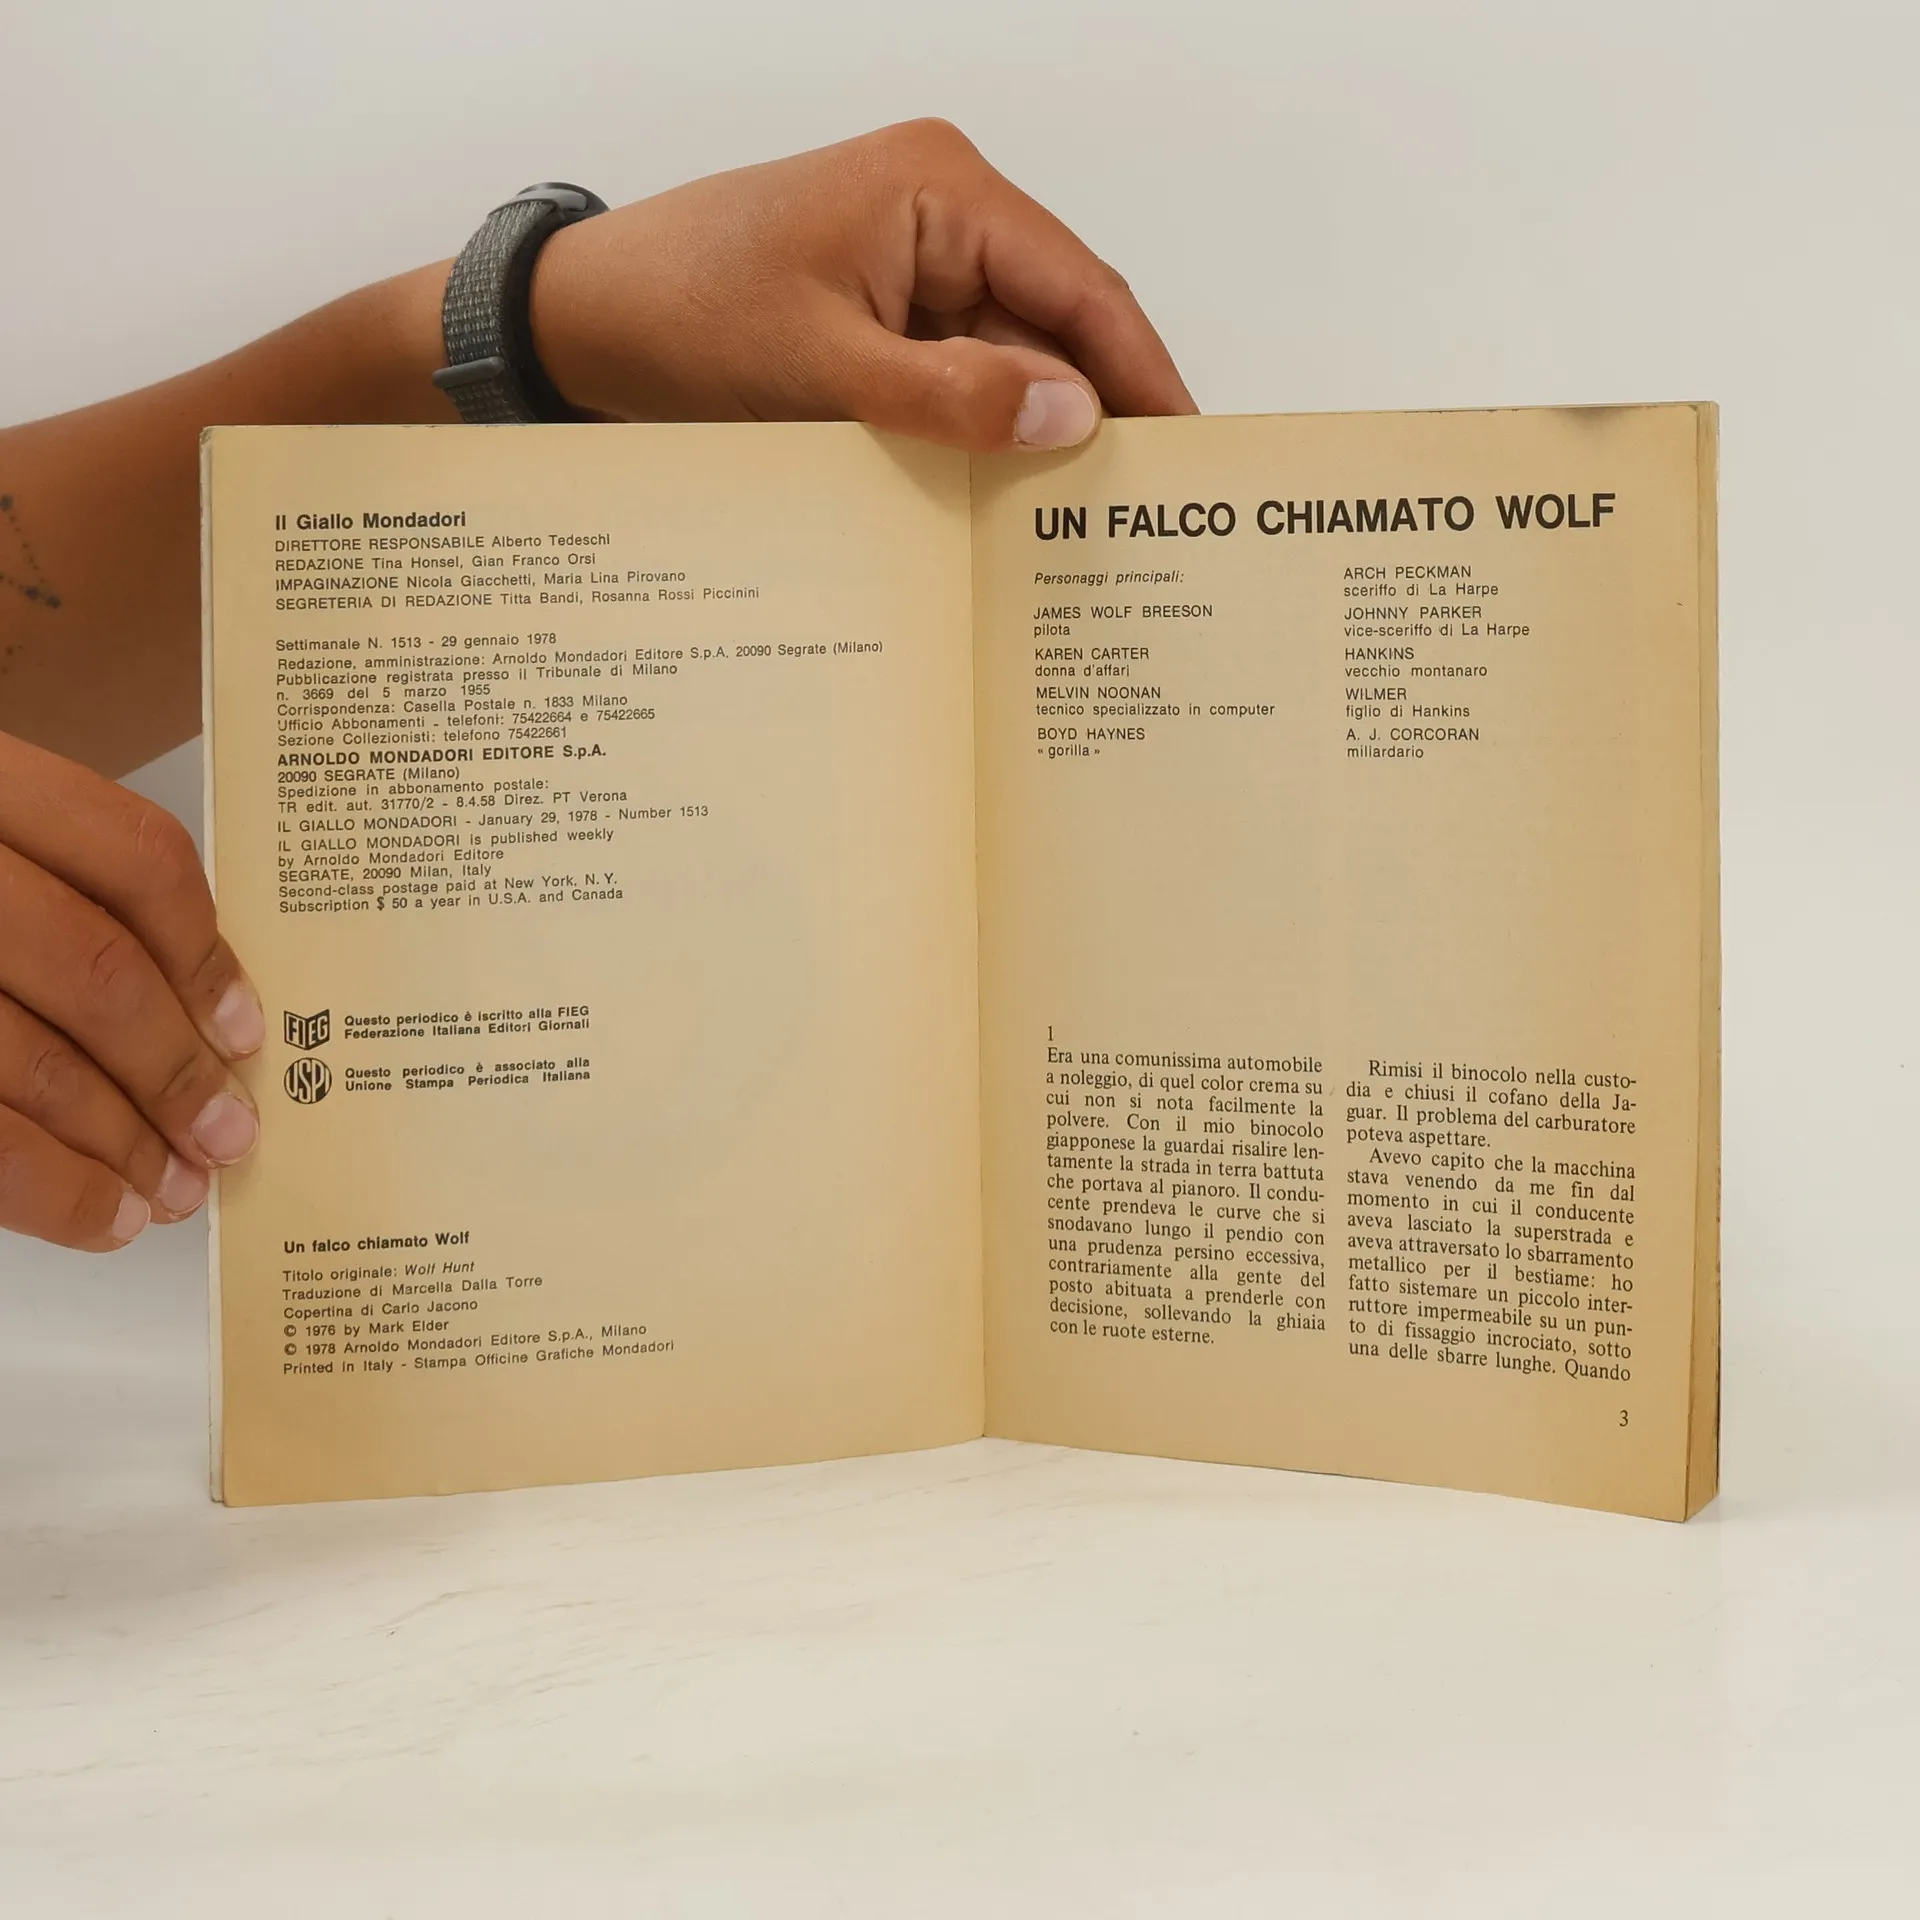 Il Giallo Mondadori
DIRETTORE RESPONSABILE Alberto Tedeschi
REDAZIONE Tina Honsel, Gian Franco Orsi
IMPAGINAZIONE Nicola Giacchetti, Maria Lina Pirovano
SEGRETERIA DI REDAZIONE Titta Bandi, Rosanna Rossi Piccinini
Settimanale N. 1513 - 29 gennaio 1978
Redazione, amministrazione: Arnoldo Mondadori Editore S.p.A. 20090 Segrate (Milano)
Pubblicazione registrata presso il Tribunale di Milano
n. 3669 del 5 marzo 1955
Corrispondenza: Casella Postale n. 1833 Milano
Ufficio Abbonamenti - telefoni: 75422664 e 75422665
Sezione Collezionisti: telefono 75422661
ARNOLDO MONDADORI EDITORE S.p.A.
20090 SEGRATE (Milano)
Spedizione in abbonamento postale:
TR edit. aut. 31770/2 - 8.4.58 Direz. PT Verona
IL GIALLO MONDADORI - January 29, 1978 - Number 1513
IL GIALLO MONDADORI is published weekly
by Arnoldo Mondadori Editore
SEGRATE, 20090 Milan, Italy
Second-class postage paid at New York, N. Y.
Subscription $ 50 a year in U.S.A. and Canada
FIEG
Questo periodico è iscritto alla FIEG
Federazione Italiana Editori Giornali
USPI
Questo periodico è associato alla
Unione Stampa Periodica Italiana
Un falco chiamato Wolf
Titolo originale: Wolf Hunt
Traduzione di Marcella Dalla Torre
Copertina di Carlo Jacono
© 1976 by Mark Elder
© 1978 Arnoldo Mondadori Editore S.p.A., Milano
Printed in Italy - Stampa Officine Grafiche Mondadori
UN FALCO CHIAMATO WOLF
Personaggi principali:
JAMES WOLF BREESON
pilota
KAREN CARTER
donna d'affari
MELVIN NOONAN
tecnico specializzato in computer
BOYD HAYNES
« gorilla »
ARCH PECKMAN
sceriffo di La Harpe
JOHNNY PARKER
vice-sceriffo di La Harpe
HANKINS
vecchio montanaro
WILMER
figlio di Hankins
A. J. CORCORAN
miliardario
1
Era una comunissima automobile
a noleggio, di quel color crema su
cui non si nota facilmente la
polvere. Con il mio binocolo
giapponese la guardai risalire len-
tamente la strada in terra battuta
che portava al pianoro. Il condu-
cente prendeva le curve che si
snodavano lungo il pendio con
una prudenza persino eccessiva,
contrariamente alla gente del
posto abituata a prenderle con
decisione, sollevando la ghiaia
con le ruote esterne.
Rimisi il binocolo nella custo-
dia e chiusi il cofano della Ja-
guar. Il problema del carburatore
poteva aspettare.
Avevo capito che la macchina
stava venendo da me fin dal
momento in cui il conducente
aveva lasciato la superstrada e
aveva attraversato lo sbarramento
metallico per il bestiame: ho
fatto sistemare un piccolo inter-
ruttore impermeabile su un pun-
to di fissaggio incrociato, sotto
una delle sbarre lunghe. Quando
3